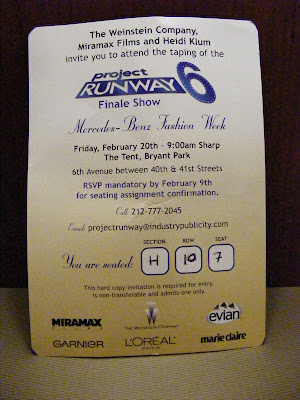 The Weinstein Company,
Miramax Films and Heidi Klum
invite you to attend the taping of the
project
RUNWAY 6
Finale Show
Mercedes-Benz Fashion Week
Friday, February 20th - 9:00am Sharp
The Tent, Bryant Park
6th Avenue between 40th & 41st Streets
RSVP mandatory by February 9th
for seating assignment confirmation.
Call: 212-777-2045
Email: projectrunway@industrypublicity.com
SECTION ROW SEAT
You are seated: H 10 7
This hard copy invitation is required for entry,
is non-transferable and admits one only.
MIRAMAX THE WEINSTEIN COMPANY evian
GARNIER L'ORÉAL marie claire
PARIS